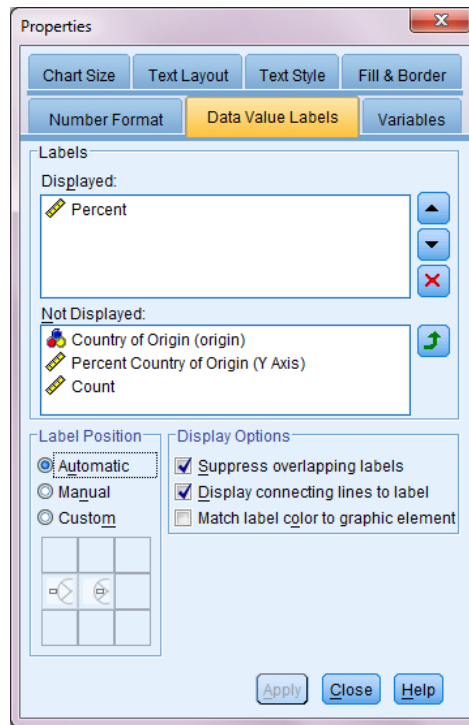 Properties
Chart Size Text Layout Text Style Fill & Border
Number Format Data Value Labels Variables
Labels
Displayed:
Percent
Not Displayed:
Country of Origin (origin)
Percent Country of Origin (Y Axis)
Count
Label Position
Automatic
Manual
Custom
Display Options
Suppress overlapping labels
Display connecting lines to label
Match label color to graphic element
Apply Close Help